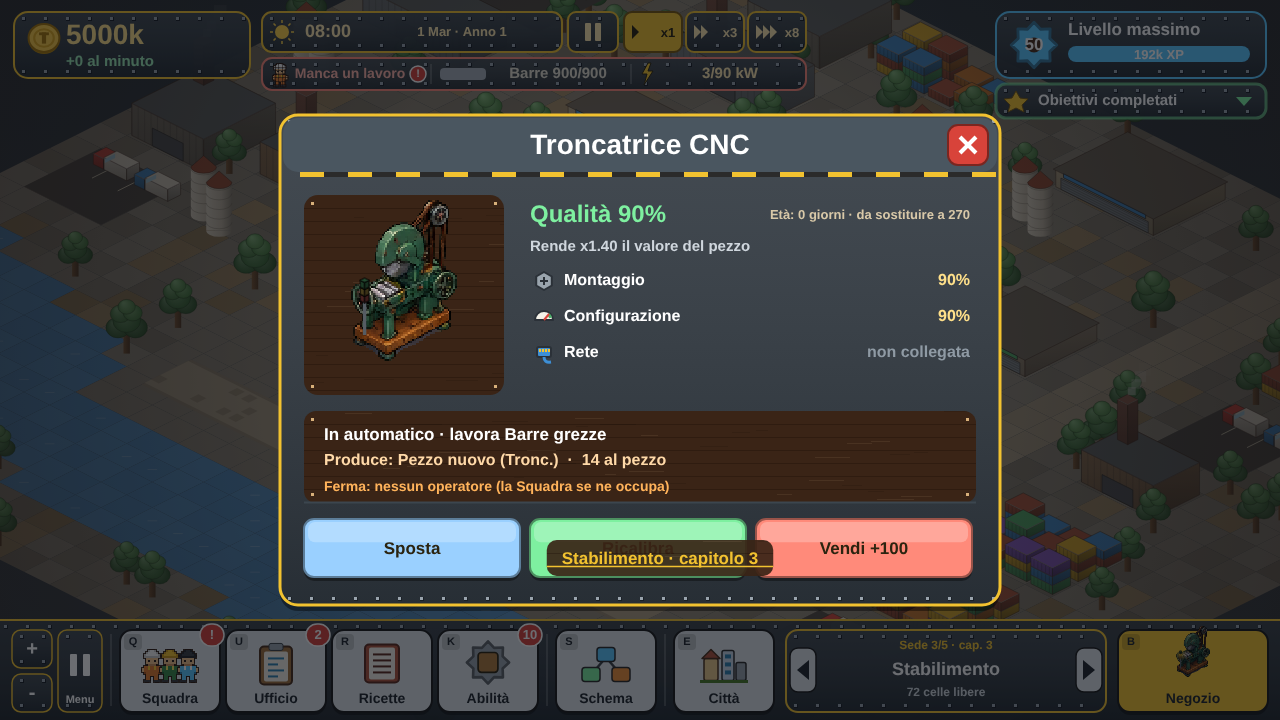 5000k
+0 al minuto
08:00
1 Mar · Anno 1
x1
x3
x8
Manca un lavoro
!
Barre 900/900
3/90 kW
50
Livello massimo
192k XP
Obiettivi completati
Troncatrice CNC
Qualità 90%
Età: 0 giorni · da sostituire a 270
Rende x1.40 il valore del pezzo
Montaggio
90%
Configurazione
90%
Rete
non collegata
In automatico · lavora Barre grezze
Produce: Pezzo nuovo (Tronc.) · 14 al pezzo
Ferma: nessun operatore (la Squadra se ne occupa)
Sposta
Vendi +100
Stabilimento · capitolo 3
+
-
Menu
Q
!
Squadra
U
2
Ufficio
R
Ricette
K
10
Abilità
S
Schema
E
Città
Sede 3/5 · cap. 3
Stabilimento
72 celle libere
B
Negozio